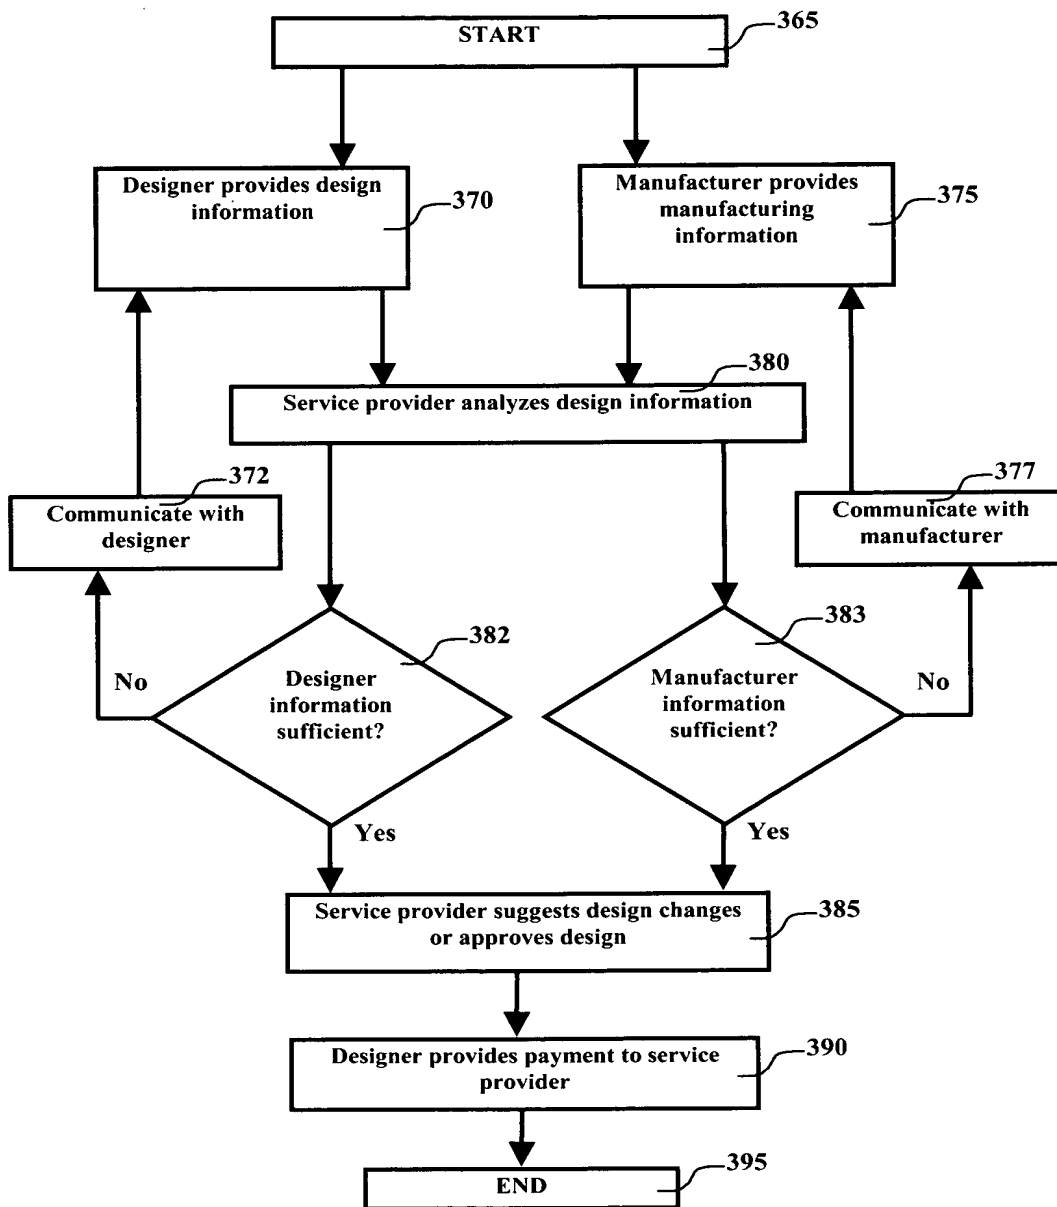 START
365
Designer provides design
information
370
Manufacturer provides
manufacturing
information
375
380
Service provider analyzes design information
372
Communicate with
designer
377
Communicate with
manufacturer
382
Designer
information
sufficient?
No
383
Manufacturer
information
sufficient?
No
Yes
Yes
Service provider suggests design changes
or approves design
385
Designer provides payment to service
provider
390
END
395